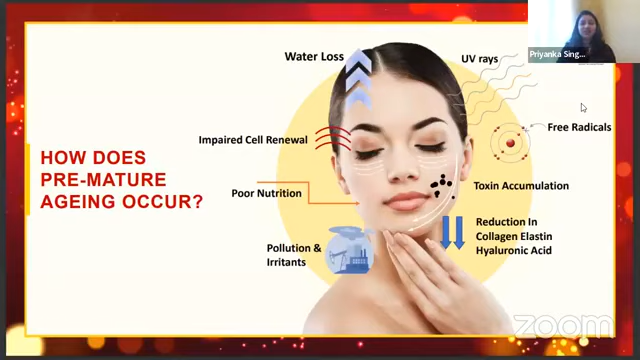 Priyanka Sing...
Water Loss
UV rays
Free Radicals
Impaired Cell Renewal
HOW DOES
PRE-MATURE
AGEING OCCUR?
Poor Nutrition
Toxin Accumulation
Reduction In
Collagen Elastin
Hyaluronic Acid
Pollution &
Irritants
zoom